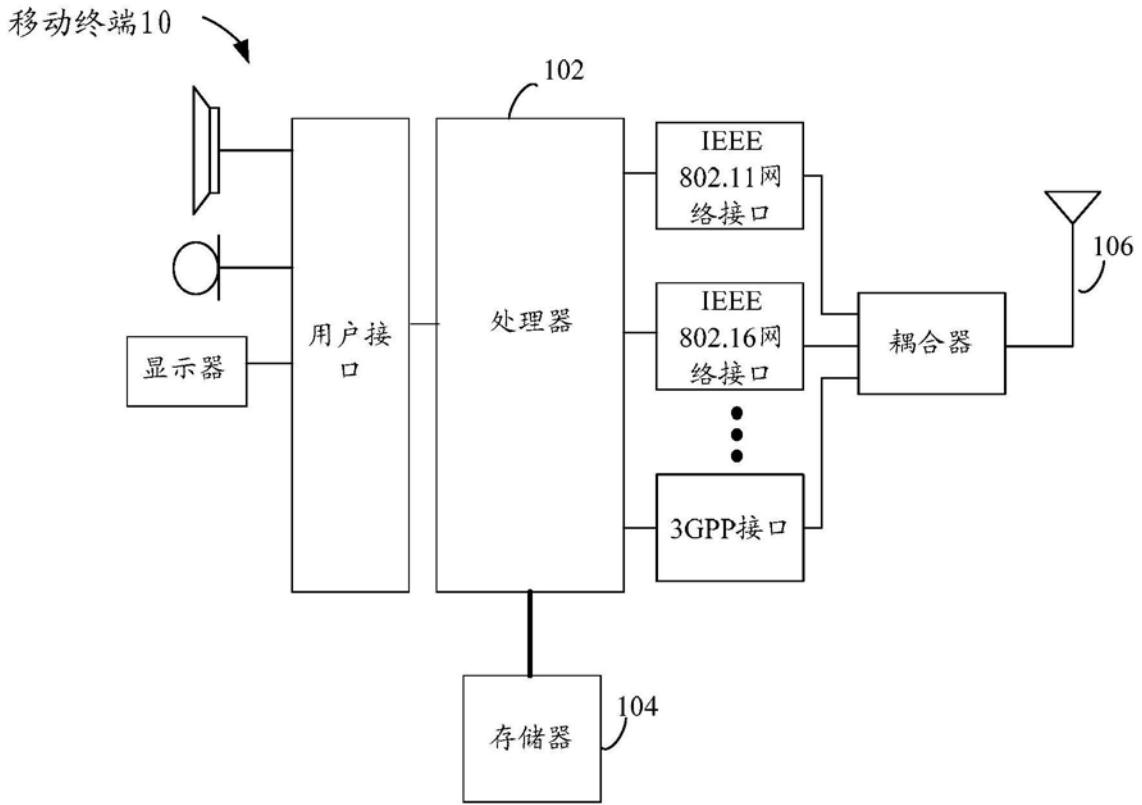 移动终端10
102
IEEE
802.11网
络接口
106
IEEE
802.16网
络接口
处理器
用户接
口
耦合器
显示器
3GPP接口
104
存储器